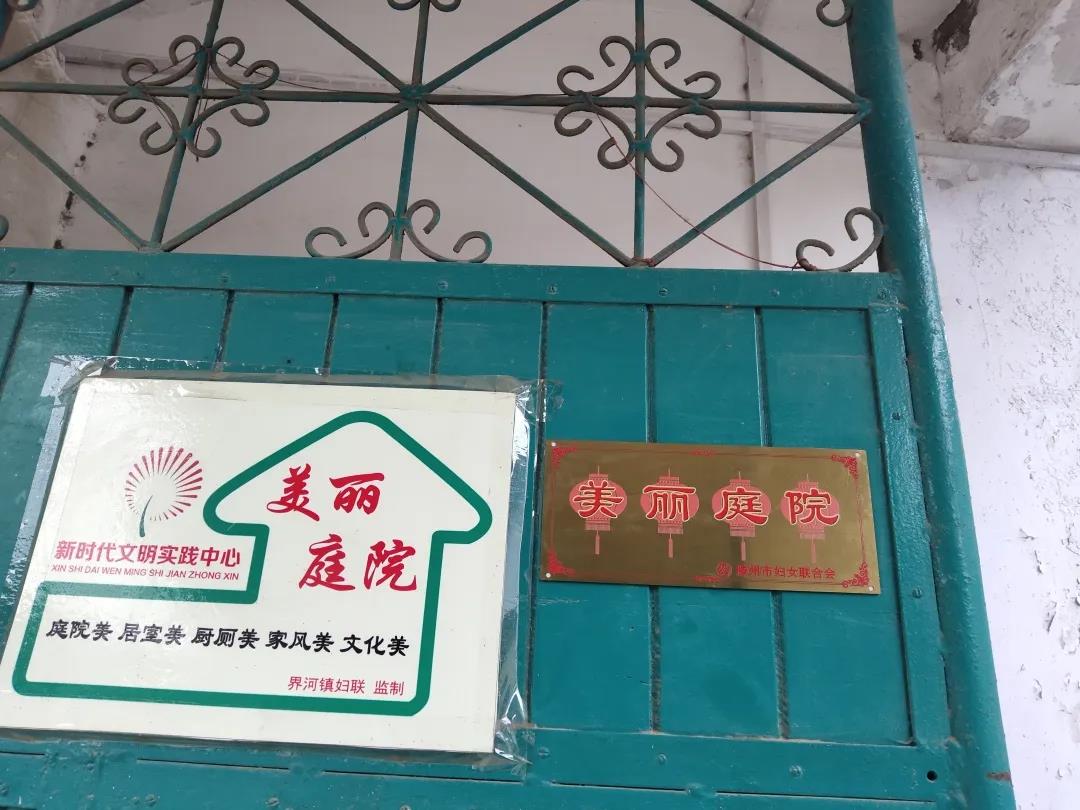 新时代文明实践中心
XIN SHI DAI WEN MING SHI JIAN ZHONG XIN
美丽
庭院
庭院美 居室美 厨厕美 家风美 文化美
界河镇妇联 监制
美丽庭院
州市妇女联合会